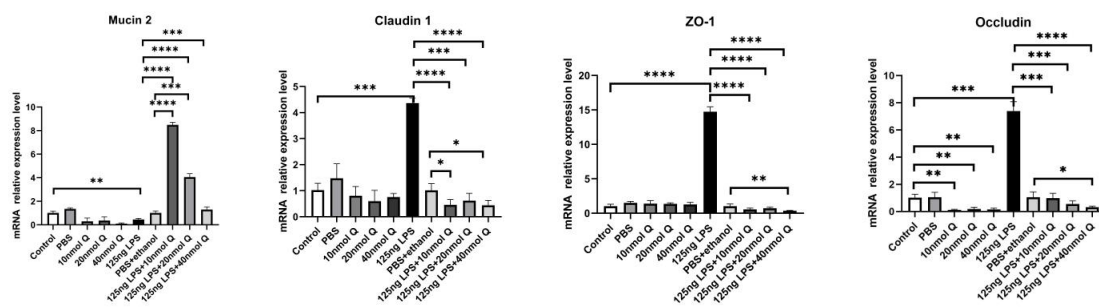 Mucin 2
mRNA relative expression level
10
8
6
4
2
0
**
****
***
****
****
***
Control
PBS
10nmol Q
20nmol Q
40nmol Q
125ng LPS
PBS+ethanol
125ng LPS+10nmol Q
125ng LPS+20nmol Q
125ng LPS+40nmol Q
Claudin 1
mRNA relative expression level
6
5
4
3
2
1
0
***
****
***
****
*
*
Control
PBS
10nmol Q
20nmol Q
40nmol Q
125ng LPS
PBS+ethanol
125ng LPS+10nmol Q
125ng LPS+20nmol Q
125ng LPS+40nmol Q
ZO-1
mRNA relative expression level
20
15
10
5
0
****
****
****
****
**
Control
PBS
10nmol Q
20nmol Q
40nmol Q
125ng LPS
PBS+ethanol
125ng LPS+10nmol Q
125ng LPS+20nmol Q
125ng LPS+40nmol Q
Occludin
mRNA relative expression level
10
8
6
4
2
0
****
***
***
***
**
**
**
*
Control
PBS
10nmol Q
20nmol Q
40nmol Q
125ng LPS
PBS+ethanol
125ng LPS+10nmol Q
125ng LPS+20nmol Q
125ng LPS+40nmol Q